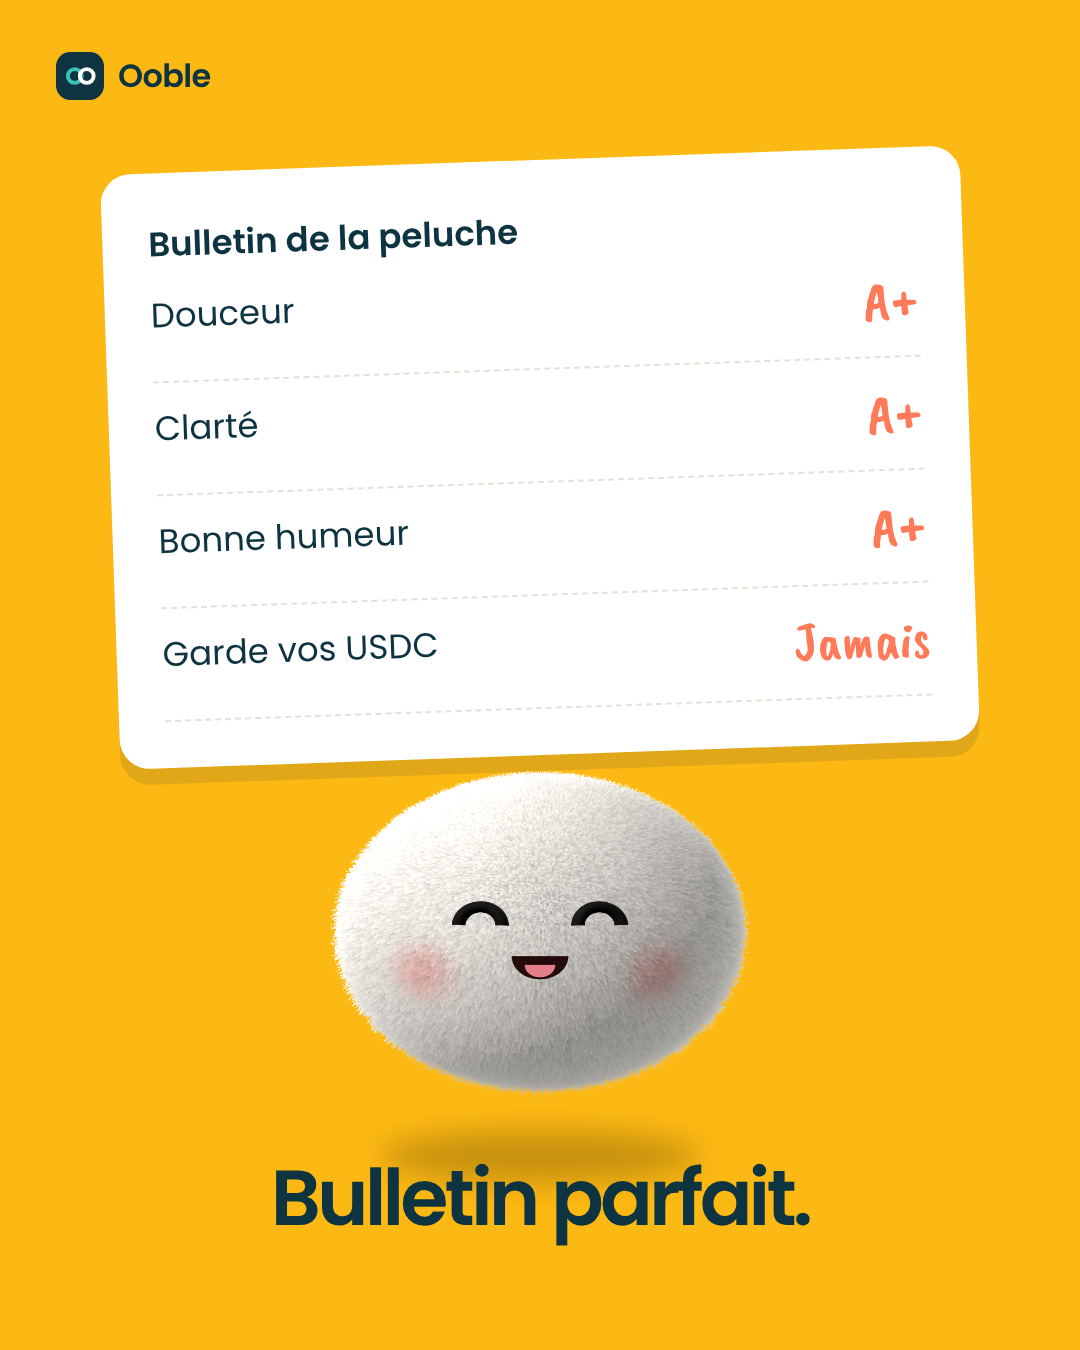 Ooble
Bulletin de la peluche
Douceur A+
Clarté A+
Bonne humeur A+
Garde vos USDC Jamais
Bulletin parfait.